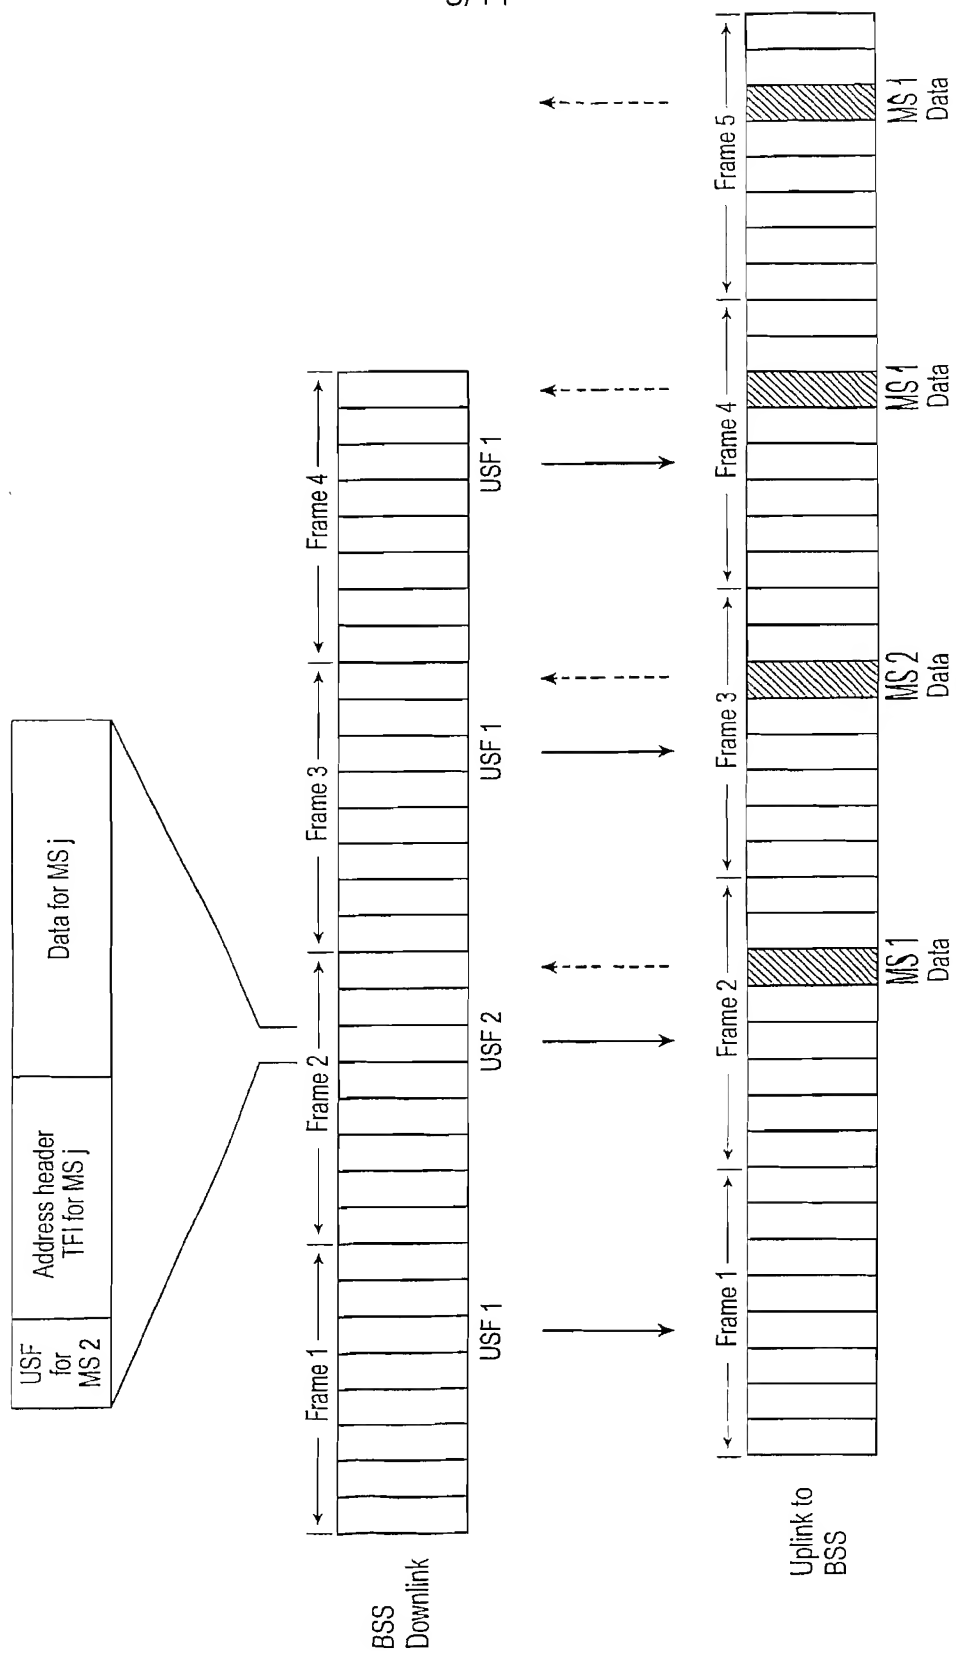 USF
for
MS 2
Address header
TFI for MS j
Data for MS j
Frame 1
Frame 2
Frame 3
Frame 4
BSS
Downlink
USF 1
USF 2
USF 1
USF 1
Frame 1
Frame 2
Frame 3
Frame 4
Frame 5
Uplink to
BSS
MS 1
Data
MS 2
Data
MS 1
Data
MS 1
Data